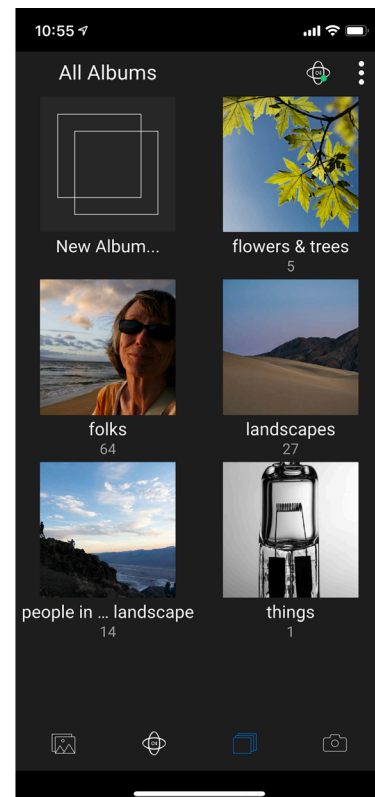 10:55
All Albums
New Album...
flowers & trees
5
folks
64
landscapes
27
people in ... landscape
14
things
1